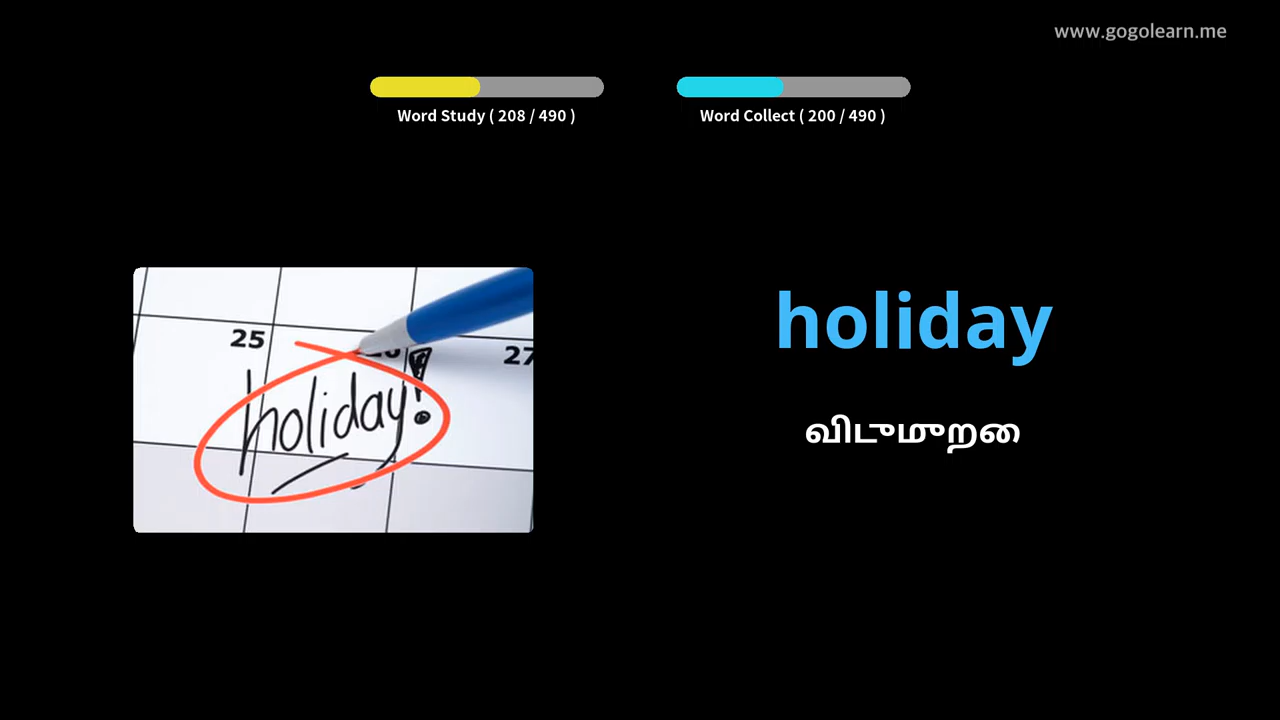 www.gogolearn.me
Word Study ( 208 / 490 )
Word Collect ( 200 / 490 )
25
27
holiday!
holiday
விடுமுறை